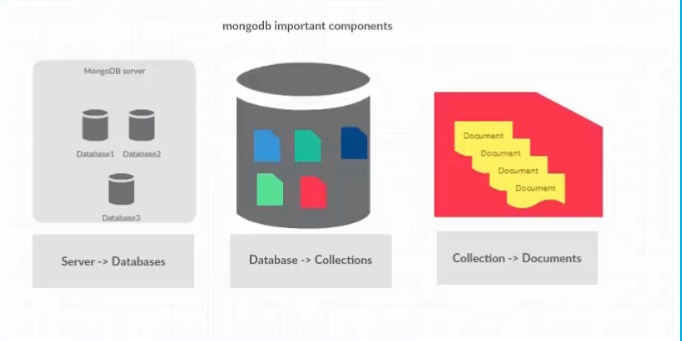 mongodb important components
MongoDB server
Database1 Database2
Database3
Document
Document
Document
Document
Server -> Databases
Database -> Collections
Collection -> Documents